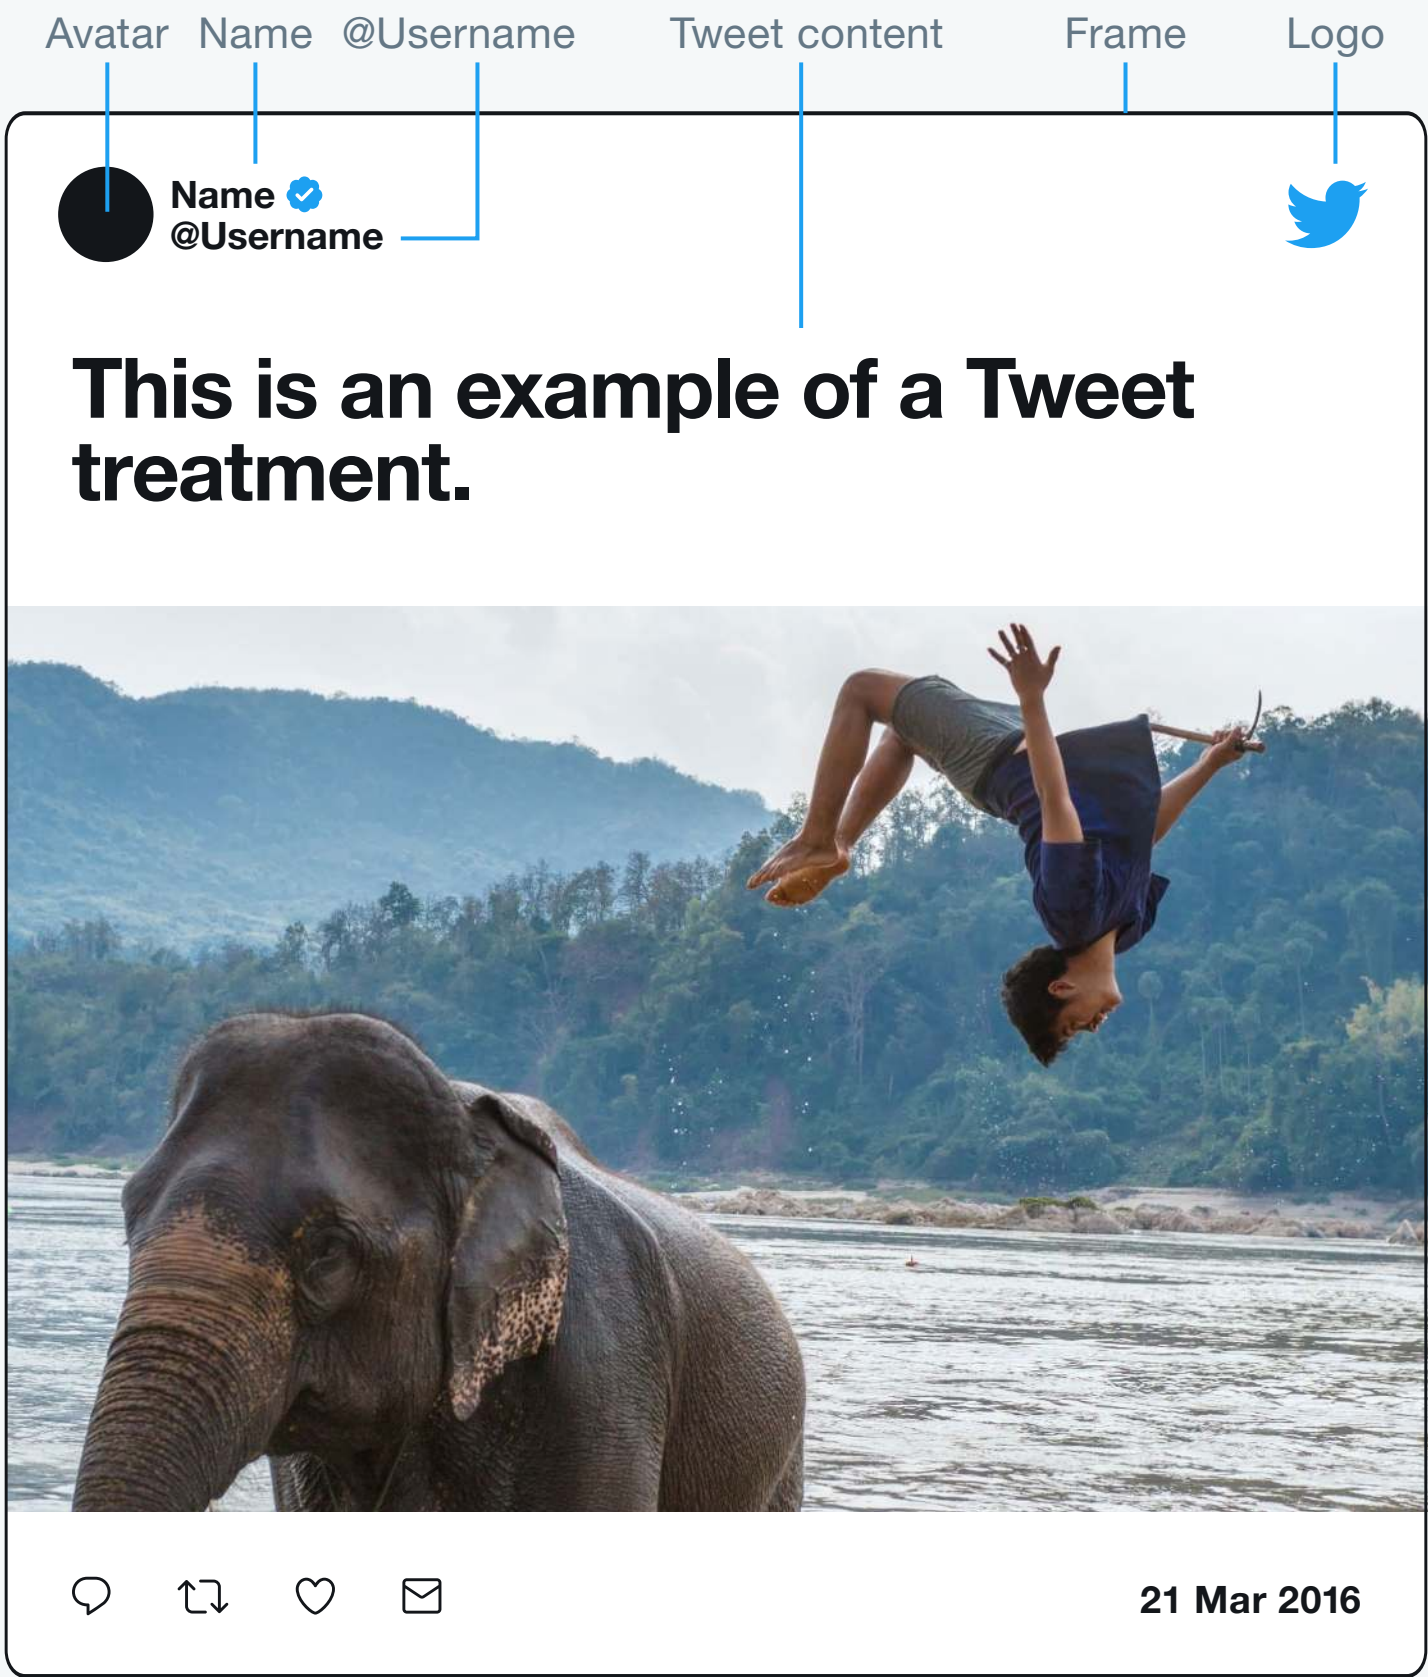 Avatar Name @Username Tweet content Frame Logo
Name
@Username
This is an example of a Tweet
treatment.
21 Mar 2016